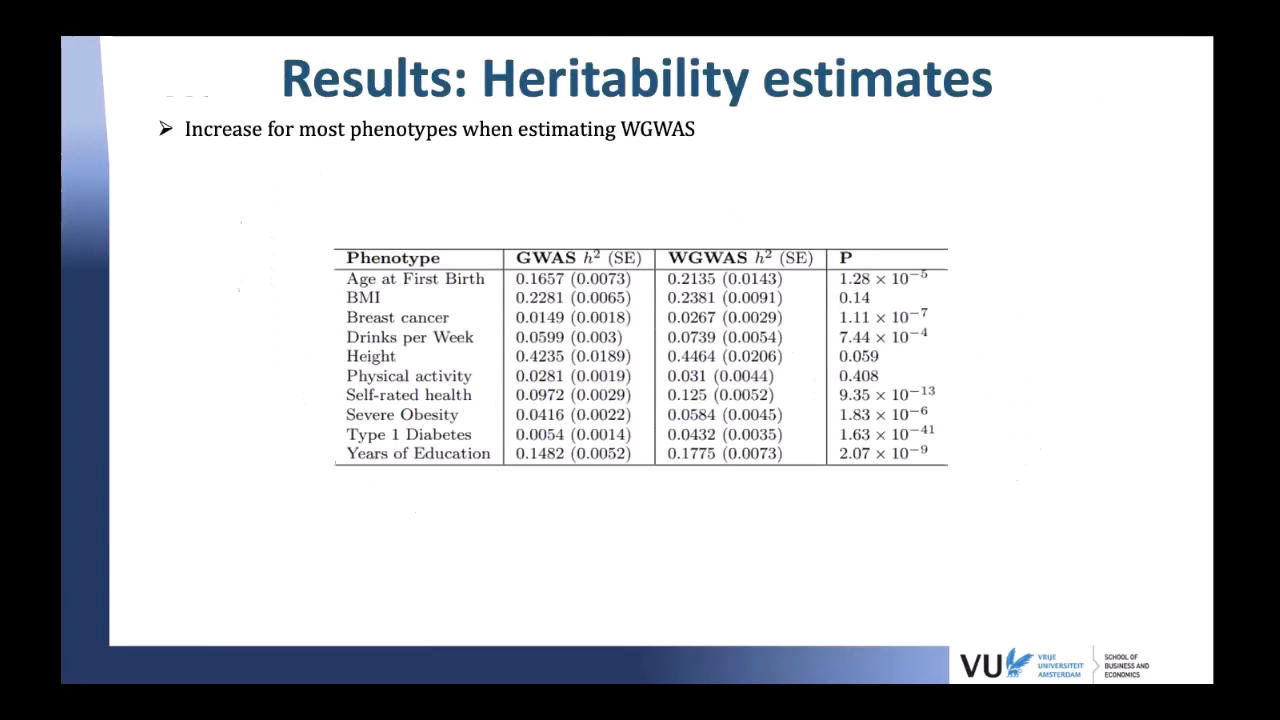 Results: Heritability estimates
➢ Increase for most phenotypes when estimating WGWAS
Phenotype GWAS h² (SE) WGWAS h² (SE) P
Age at First Birth 0.1657 (0.0073) 0.2135 (0.0143) 1.28 × 10⁻⁵
BMI 0.2281 (0.0065) 0.2381 (0.0091) 0.14
Breast cancer 0.0149 (0.0018) 0.0267 (0.0029) 1.11 × 10⁻⁷
Drinks per Week 0.0599 (0.003) 0.0739 (0.0054) 7.44 × 10⁻⁴
Height 0.4235 (0.0189) 0.4464 (0.0206) 0.059
Physical activity 0.0281 (0.0019) 0.031 (0.0044) 0.408
Self-rated health 0.0972 (0.0029) 0.125 (0.0052) 9.35 × 10⁻¹³
Severe Obesity 0.0416 (0.0022) 0.0584 (0.0045) 1.83 × 10⁻⁶
Type 1 Diabetes 0.0054 (0.0014) 0.0432 (0.0035) 1.63 × 10⁻⁴¹
Years of Education 0.1482 (0.0052) 0.1775 (0.0073) 2.07 × 10⁻⁹
VU
VRIJE
UNIVERSITEIT
AMSTERDAM
SCHOOL OF
BUSINESS AND
ECONOMICS